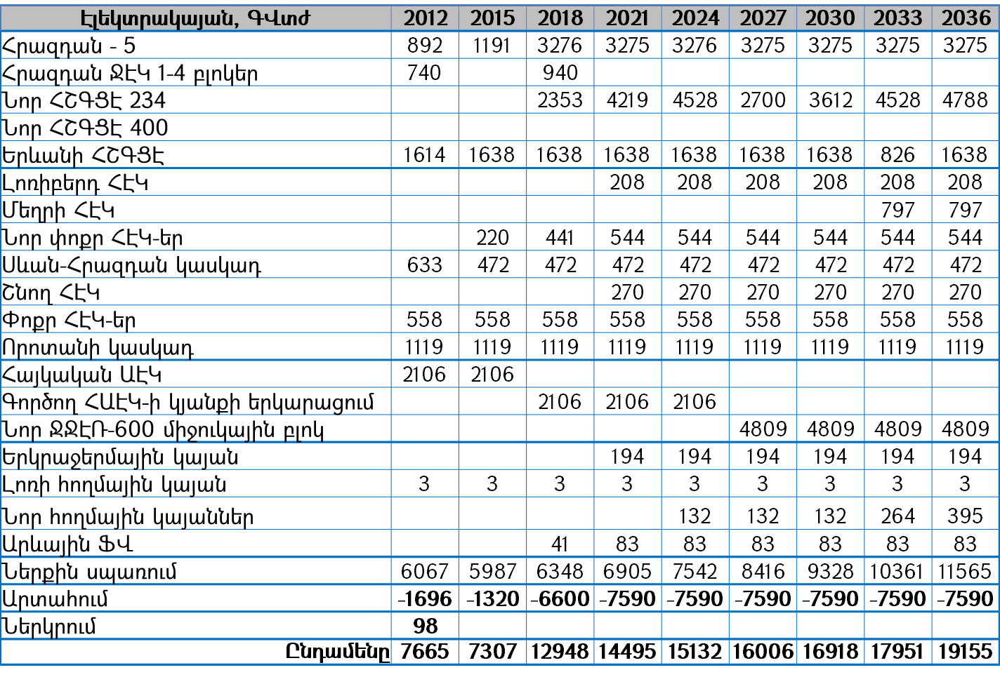 Էլեկտրակայան, ԳՎտժ 2012 2015 2018 2021 2024 2027 2030 2033 2036
Հրազդան - 5 892 1191 3276 3275 3276 3275 3275 3275 3275
Հրազդան ՋԷԿ 1-4 բլոկեր 740 940
Նոր ՀՇԳՑԷ 234 2353 4219 4528 2700 3612 4528 4788
Նոր ՀՇԳՑԷ 400
Երևանի ՀՇԳՑԷ 1614 1638 1638 1638 1638 1638 1638 826 1638
Լոռիբերդ ՀԷԿ 208 208 208 208 208 208
Մեղրի ՀԷԿ 797 797
Նոր փոքր ՀԷԿ-եր 220 441 544 544 544 544 544 544
Սևան-Հրազդան կասկադ 633 472 472 472 472 472 472 472 472
Շնող ՀԷԿ 270 270 270 270 270 270
Փոքր ՀԷԿ-եր 558 558 558 558 558 558 558 558 558
Որոտանի կասկադ 1119 1119 1119 1119 1119 1119 1119 1119 1119
Հայկական ԱԷԿ 2106 2106
Գործող ՀԱԷԿ-ի կյանքի երկարացում 2106 2106 2106
Նոր ՋՋԷՌ-600 միջուկային բլոկ 4809 4809 4809 4809
Երկրաջերմային կայան 194 194 194 194 194 194
Լոռի հողմային կայան 3 3 3 3 3 3 3 3 3
Նոր հողմային կայաններ 132 132 132 264 395
Արևային ՖՎ 41 83 83 83 83 83 83
Ներքին սպառում 6067 5987 6348 6905 7542 8416 9328 10361 11565
Արտահում -1696 -1320 -6600 -7590 -7590 -7590 -7590 -7590 -7590
Ներկրում 98
Ընդամենը 7665 7307 12948 14495 15132 16006 16918 17951 19155